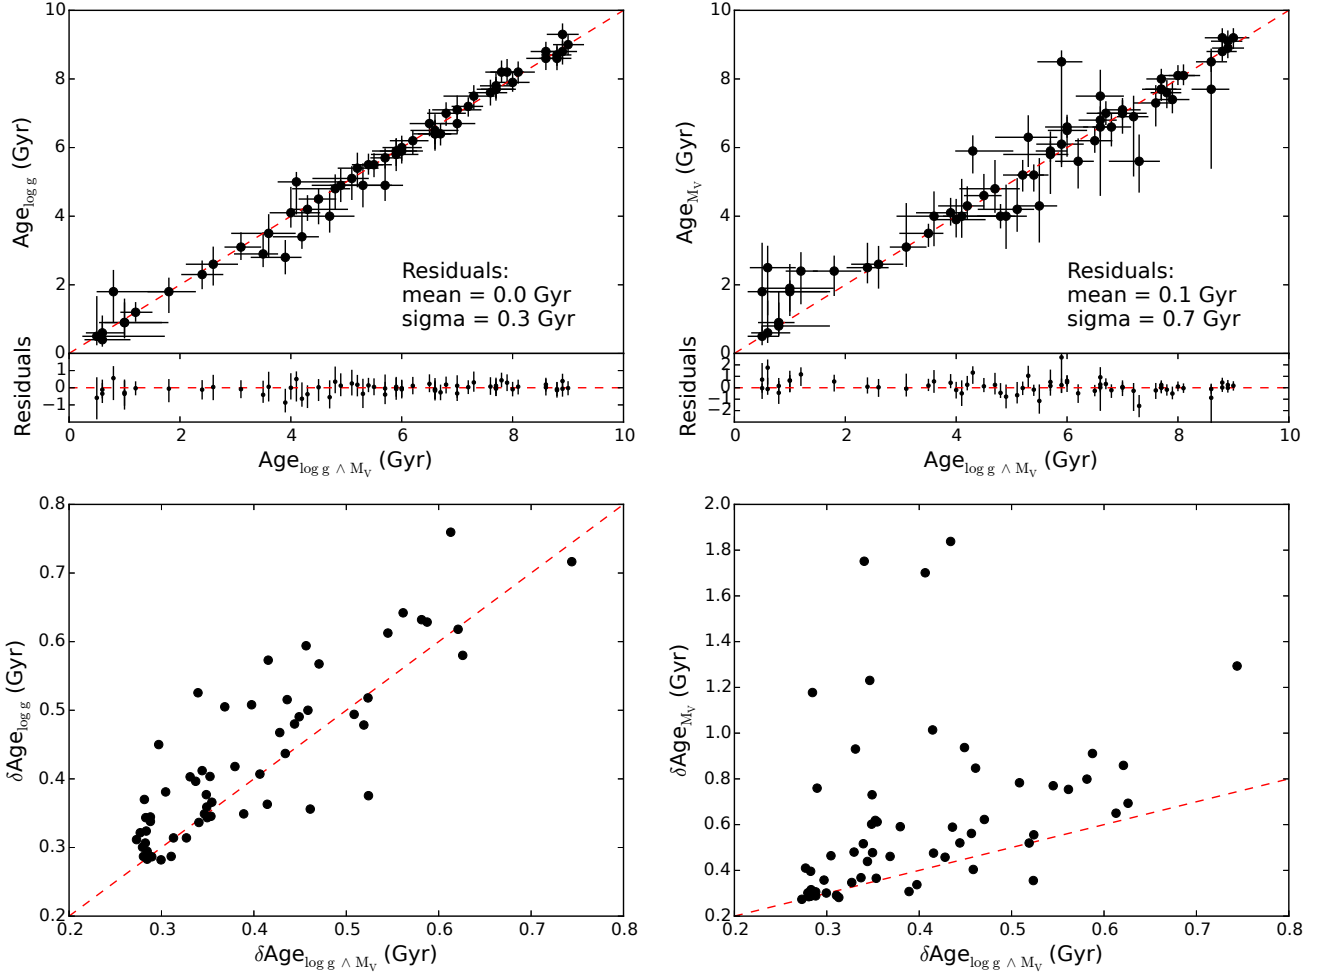 10
8
6
4
2
0
Age_log g (Gyr)
Residuals:
mean = 0.0 Gyr
sigma = 0.3 Gyr
1
0
−1
Residuals
0 2 4 6 8 10
Age_log g ∧ M_V (Gyr)
10
8
6
4
2
0
Age_M_V (Gyr)
Residuals:
mean = 0.1 Gyr
sigma = 0.7 Gyr
2
1
0
−1
−2
Residuals
0 2 4 6 8 10
Age_log g ∧ M_V (Gyr)
0.8
0.7
0.6
0.5
0.4
0.3
0.2
δAge_log g (Gyr)
0.2 0.3 0.4 0.5 0.6 0.7 0.8
δAge_log g ∧ M_V (Gyr)
2.0
1.8
1.6
1.4
1.2
1.0
0.8
0.6
0.4
0.2
δAge_M_V (Gyr)
0.2 0.3 0.4 0.5 0.6 0.7 0.8
δAge_log g ∧ M_V (Gyr)